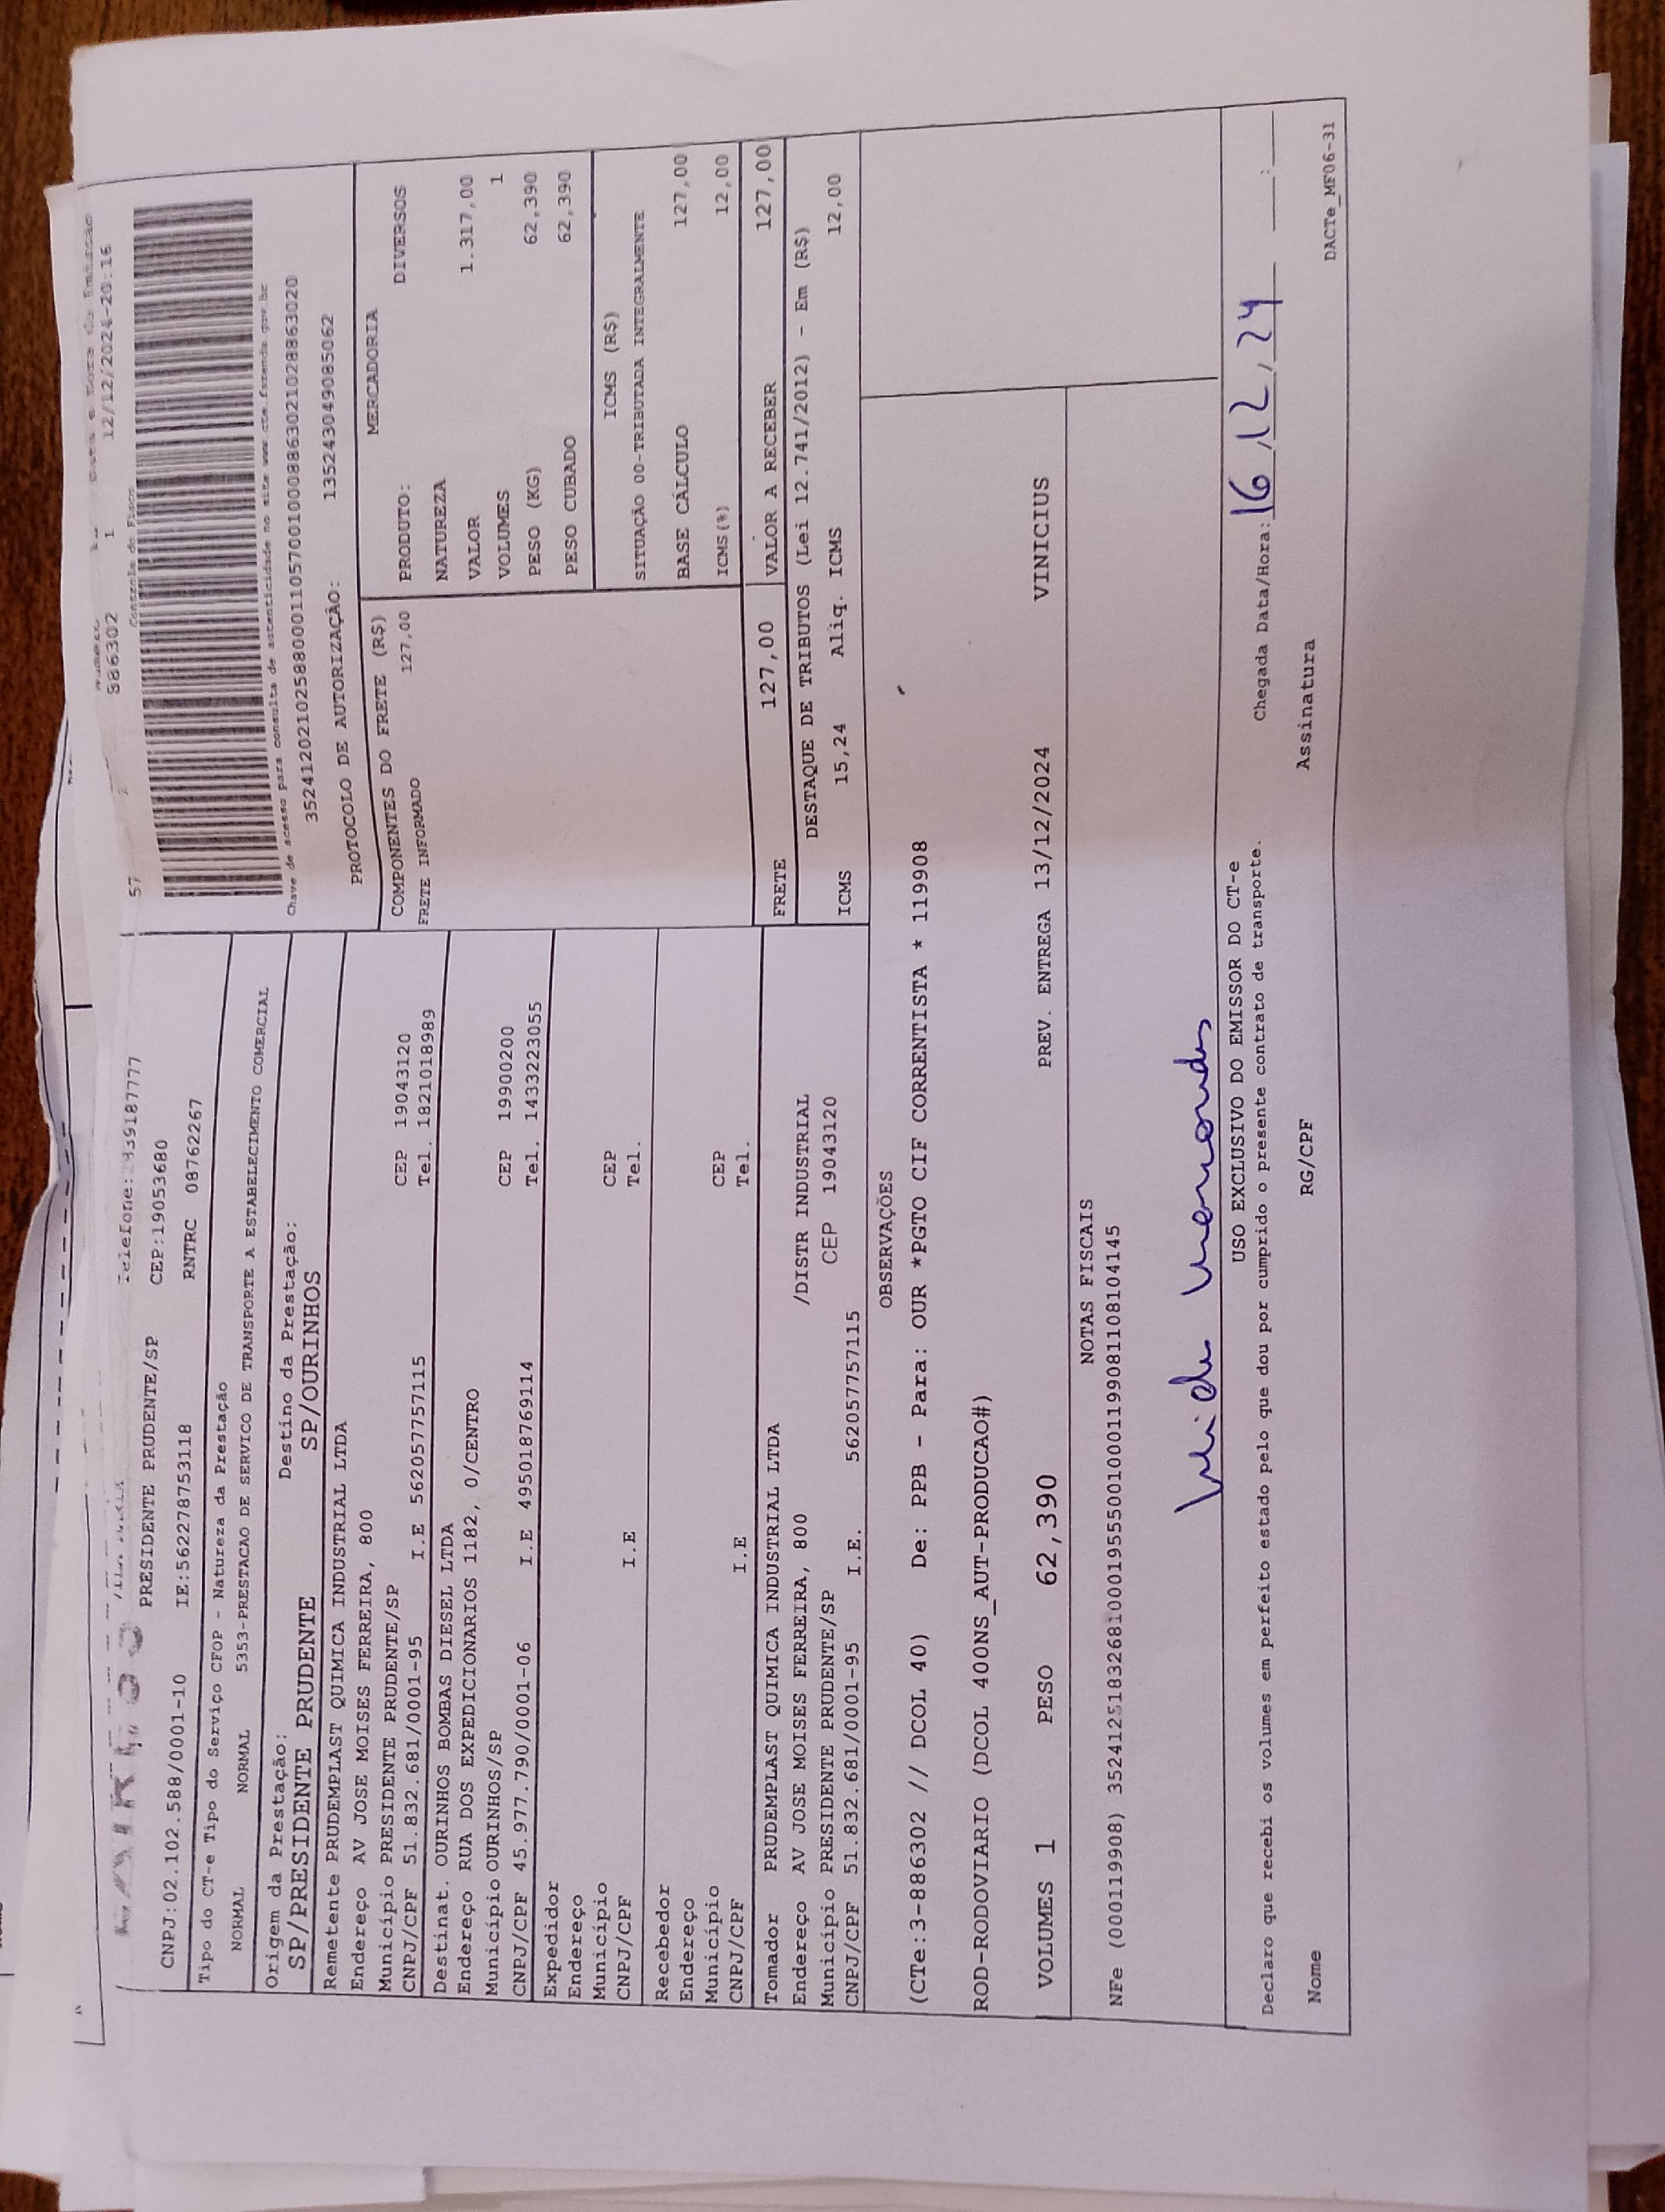 Telefone:
CNPJ:02.102.588/0001-10
PRESIDENTE PRUDENTE/SP
CEP:19053680
IE:562278753118
RNTRC 08762267
57
886302
1
12/12/2024-20:16
Controle do Fisco
Chave de acesso para consulta de autenticidade no site www.cte.fazenda.gov.br
35241202102588000110570010008863021028863020
PROTOCOLO DE AUTORIZAÇÃO: 135243049085062
Tipo do CT-e Tipo do Serviço CFOP - Natureza da Prestação
NORMAL NORMAL 5353-PRESTACAO DE SERVICO DE TRANSPORTE A ESTABELECIMENTO COMERCIAL
Origem da Prestação: Destino da Prestação:
SP/PRESIDENTE PRUDENTE SP/OURINHOS
Remetente PRUDEMPLAST QUIMICA INDUSTRIAL LTDA
Endereço AV JOSE MOISES FERREIRA, 800
Município PRESIDENTE PRUDENTE/SP CEP 19043120
CNPJ/CPF 51.832.681/0001-95 I.E 562057757115 Tel. 1821018989
Destinat. OURINHOS BOMBAS DIESEL LTDA
Endereço RUA DOS EXPEDICIONARIOS 1182, 0/CENTRO
Município OURINHOS/SP CEP 19900200
CNPJ/CPF 45.977.790/0001-06 I.E 495018769114 Tel. 1433223055
Expedidor
Endereço
Município CEP
CNPJ/CPF I.E Tel.
Recebedor
Endereço
Município CEP
CNPJ/CPF I.E Tel.
Tomador PRUDEMPLAST QUIMICA INDUSTRIAL LTDA
Endereço AV JOSE MOISES FERREIRA, 800 /DISTR INDUSTRIAL
Município PRESIDENTE PRUDENTE/SP CEP 19043120
CNPJ/CPF 51.832.681/0001-95 I.E. 562057757115
COMPONENTES DO FRETE (R$)
FRETE INFORMADO 127,00
MERCADORIA
PRODUTO: DIVERSOS
NATUREZA
VALOR 1.317,00
VOLUMES 1
PESO (KG) 62,390
PESO CUBADO 62,390
ICMS (R$)
SITUAÇÃO 00-TRIBUTADA INTEGRALMENTE
BASE CÁLCULO 127,00
ICMS(%) 12,00
FRETE 127,00 VALOR A RECEBER 127,00
DESTAQUE DE TRIBUTOS (Lei 12.741/2012) - Em (R$)
ICMS 15,24 Aliq. ICMS 12,00
OBSERVAÇÕES
(CTe:3-886302 // DCOL 40) De: PPB - Para: OUR *PGTO CIF CORRENTISTA * 119908
ROD-RODOVIARIO (DCOL 400NS_AUT-PRODUCAO#)
VOLUMES 1 PESO 62,390 PREV. ENTREGA 13/12/2024 VINICIUS
NOTAS FISCAIS
NFe (000119908) 35241251832681000195550010001199081108104145
USO EXCLUSIVO DO EMISSOR DO CT-e
Declaro que recebi os volumes em perfeito estado pelo que dou por cumprido o presente contrato de transporte.
Chegada Data/Hora: 16,12,24 :
Nome RG/CPF Assinatura
DACTe_MF06-31